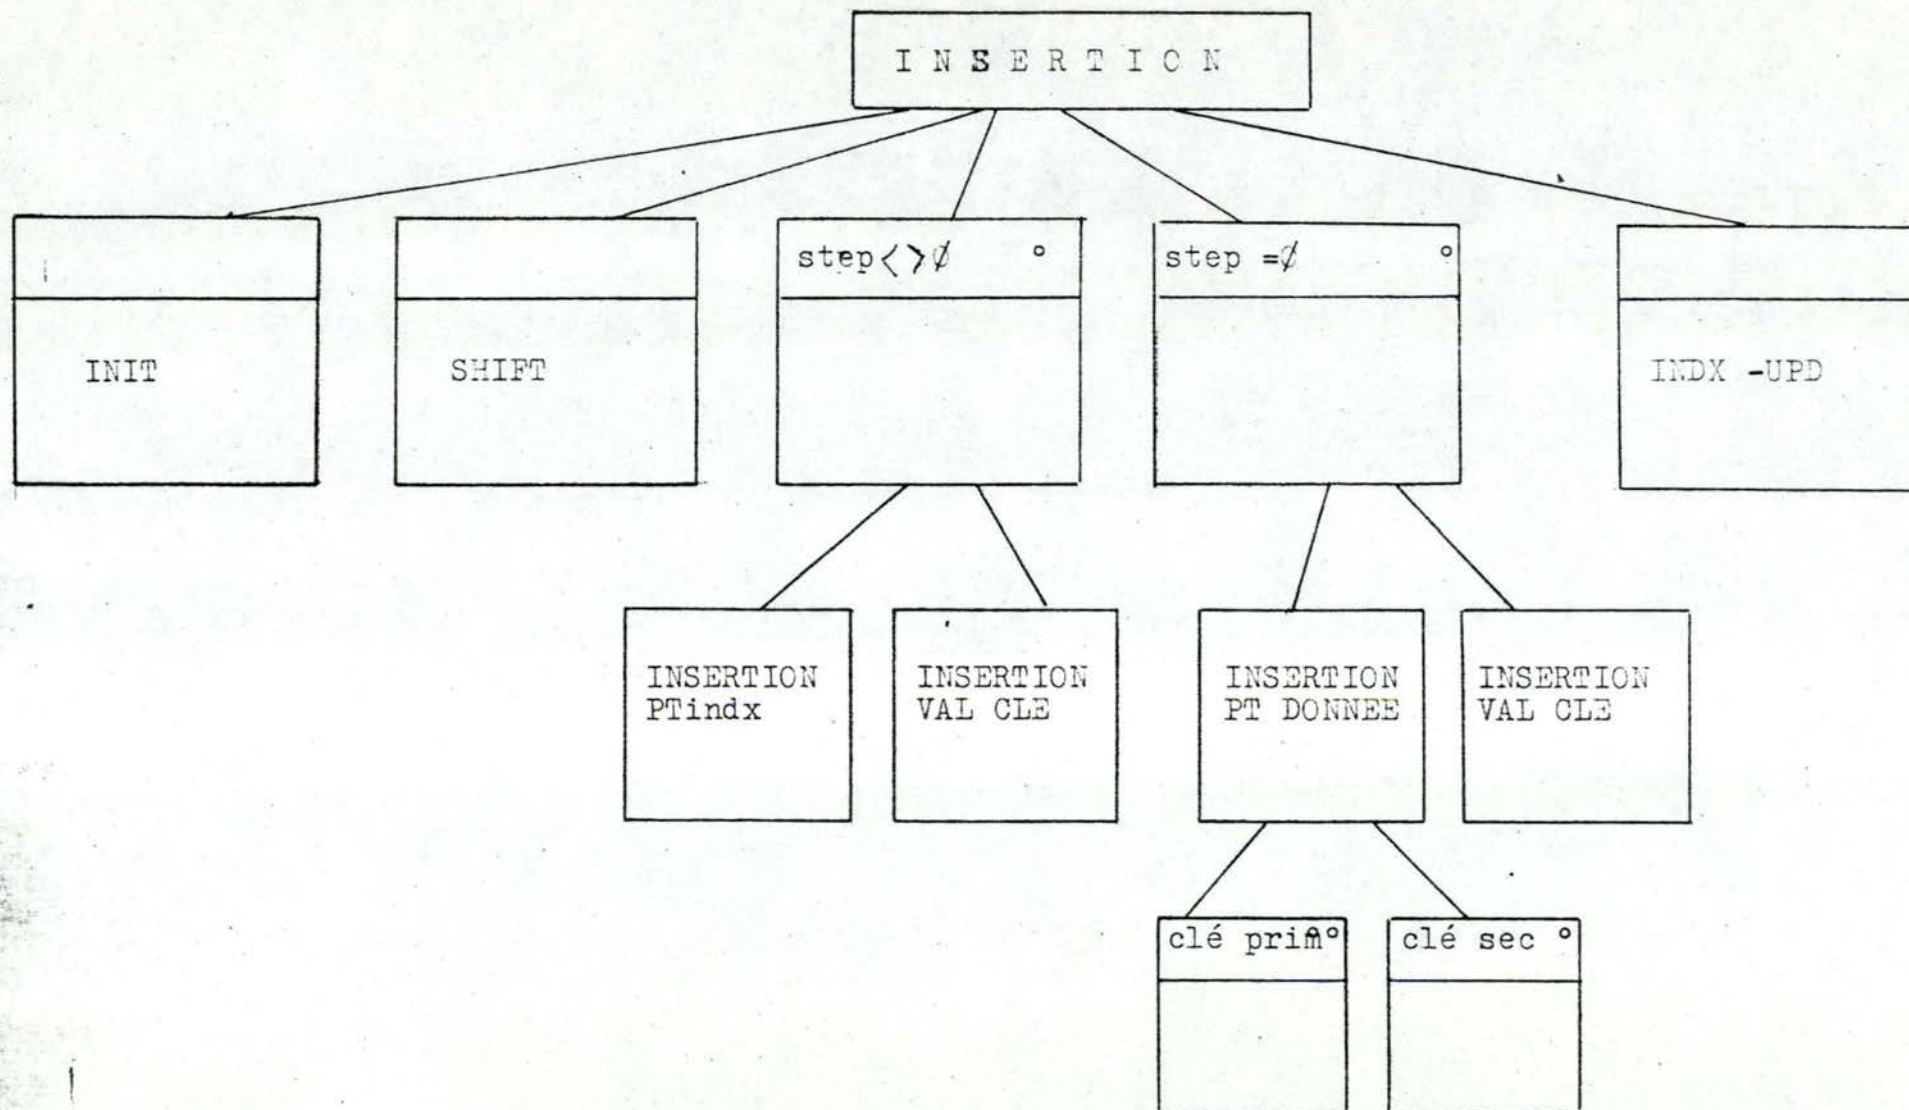 INSERTION
step<>Ø °
step =Ø °
INIT
SHIFT
INDX -UPD
INSERTION
PTindx
INSERTION
VAL CLE
INSERTION
PT DONNEE
INSERTION
VAL CLE
clé prim °
clé sec °